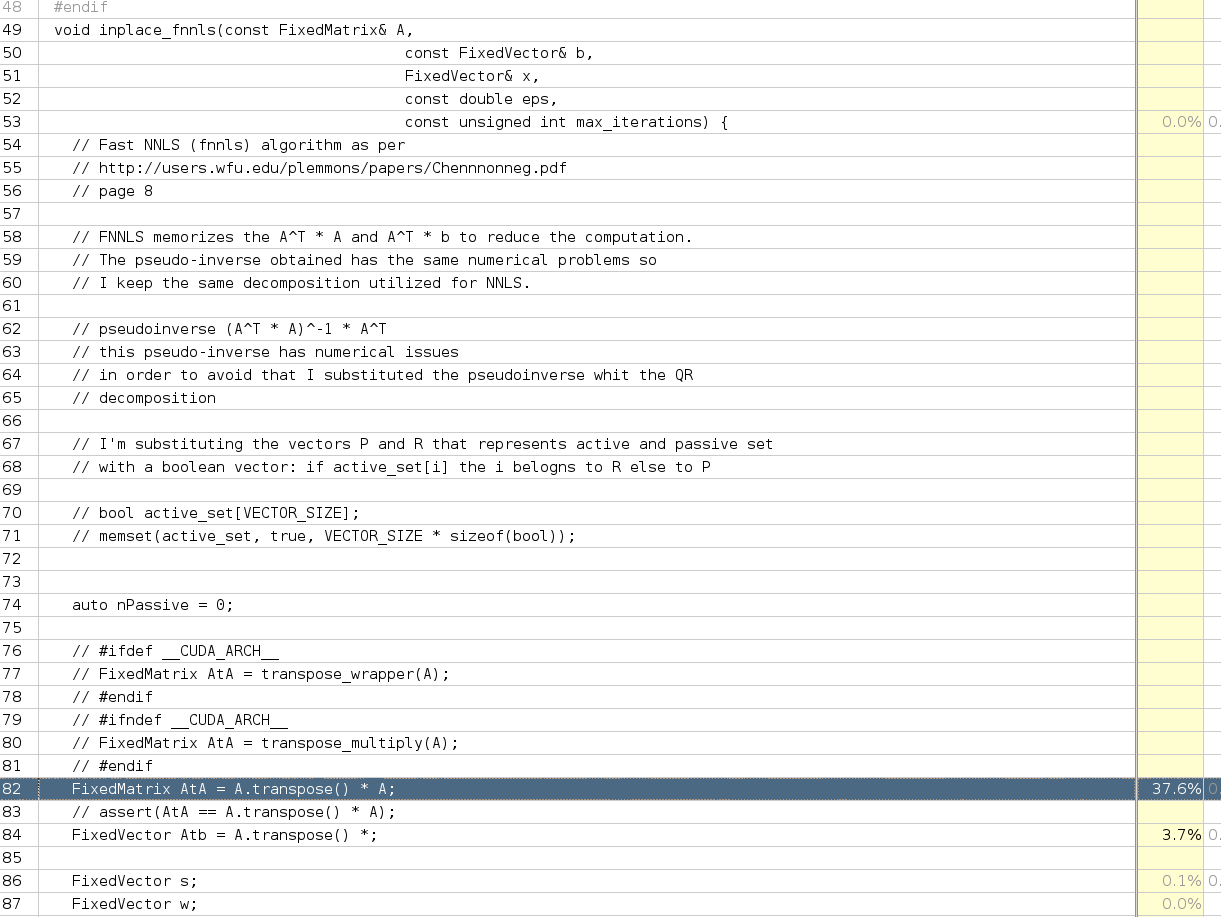 48 #endif
49 void inplace_fnnls(const FixedMatrix& A,
50 const FixedVector& b,
51 FixedVector& x,
52 const double eps,
53 const unsigned int max_iterations) { 0.0% 0.
54 // Fast NNLS (fnnls) algorithm as per
55 // http://users.wfu.edu/plemmons/papers/Chennnonneg.pdf
56 // page 8
57
58 // FNNLS memorizes the A^T * A and A^T * b to reduce the computation.
59 // The pseudo-inverse obtained has the same numerical problems so
60 // I keep the same decomposition utilized for NNLS.
61
62 // pseudoinverse (A^T * A)^-1 * A^T
63 // this pseudo-inverse has numerical issues
64 // in order to avoid that I substituted the pseudoinverse whit the QR
65 // decomposition
66
67 // I'm substituting the vectors P and R that represents active and passive set
68 // with a boolean vector: if active_set[i] the i belogns to R else to P
69
70 // bool active_set[VECTOR_SIZE];
71 // memset(active_set, true, VECTOR_SIZE * sizeof(bool));
72
73
74 auto nPassive = 0;
75
76 // #ifdef __CUDA_ARCH__
77 // FixedMatrix AtA = transpose_wrapper(A);
78 // #endif
79 // #ifndef __CUDA_ARCH__
80 // FixedMatrix AtA = transpose_multiply(A);
81 // #endif
82 FixedMatrix AtA = A.transpose() * A; 37.6% 0.
83 // assert(AtA == A.transpose() * A);
84 FixedVector Atb = A.transpose() *; 3.7% 0.
85
86 FixedVector s; 0.1% 0.
87 FixedVector w; 0.0%